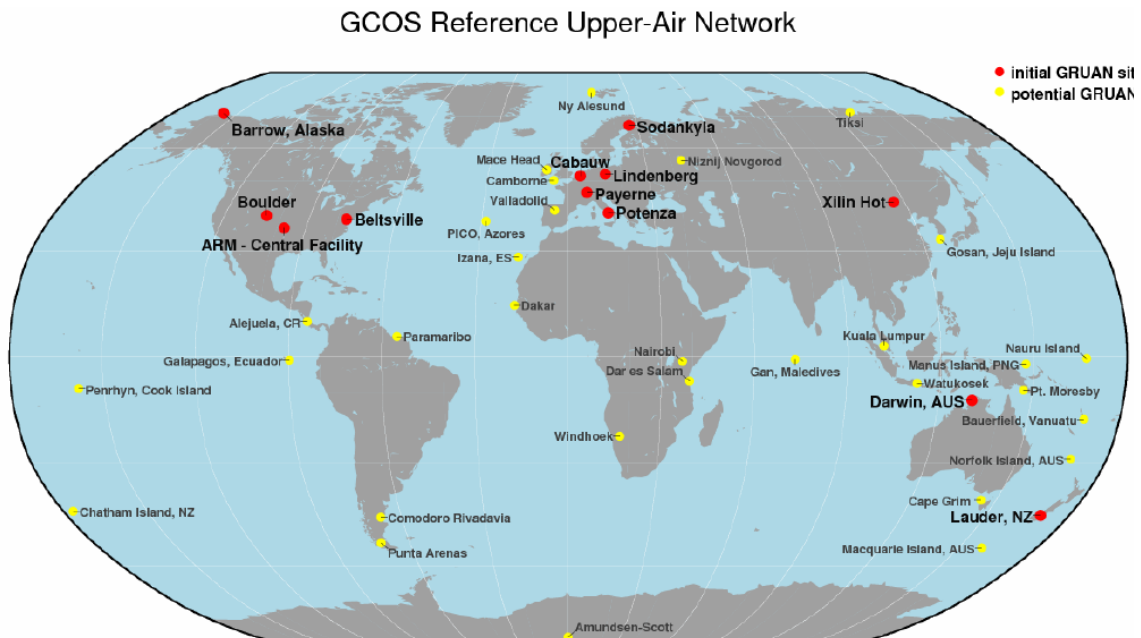 GCOS Reference Upper-Air Network
initial GRUAN sit
potential GRUAN
Ny Alesund
Tiksi
Barrow, Alaska
Sodankyla
Mace Head
Cabauw
Niznij Novgorod
Camborne
Lindenberg
Payerne
Boulder
Valladolid
Xilin Hot
Beltsville
Potenza
PICO, Azores
ARM - Central Facility
Gosan, Jeju Island
Izana, ES
Dakar
Alejuela, CR
Paramaribo
Kuala Lumpur
Nairobi
Nauru Island
Galapagos, Ecuador
Dar es Salam
Gan, Maledives
Manus Island, PNG
Penrhyn, Cook Island
Watukosek
Pt. Moresby
Darwin, AUS
Bauerfield, Vanuatu
Windhoek
Norfolk Island, AUS
Cape Grim
Chatham Island, NZ
Comodoro Rivadavia
Lauder, NZ
Punta Arenas
Macquarie Island, AUS
Amundsen-Scott